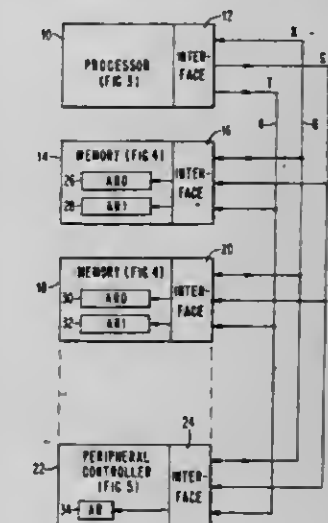 10
12
PROCESSOR
(FIG 3)
INTER-
FACE
X
S
T
8
8
14
16
MEMORY (FIG 4)
26
AR0
28
AR1
INTER-
FACE
18
20
MEMORY (FIG 4)
30
AR0
32
AR1
INTER-
FACE
22
24
PERIPHERAL
CONTROLLER
(FIG 5)
34
AR
INTER-
FACE